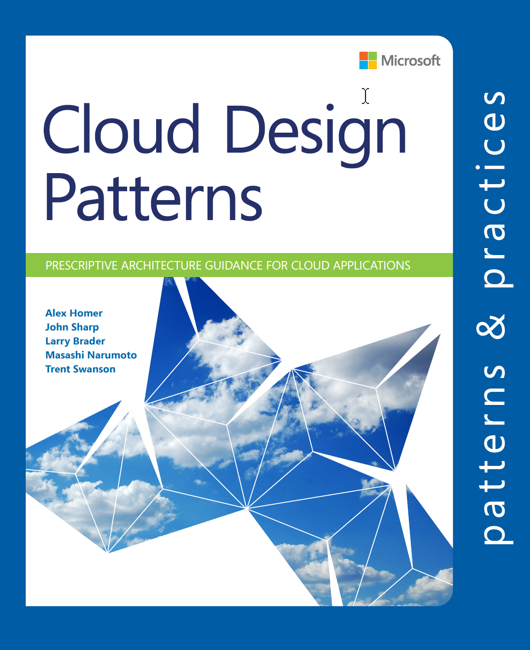 Microsoft
Cloud Design
Patterns
PRESCRIPTIVE ARCHITECTURE GUIDANCE FOR CLOUD APPLICATIONS
Alex Homer
John Sharp
Larry Brader
Masashi Narumoto
Trent Swanson
patterns & practices